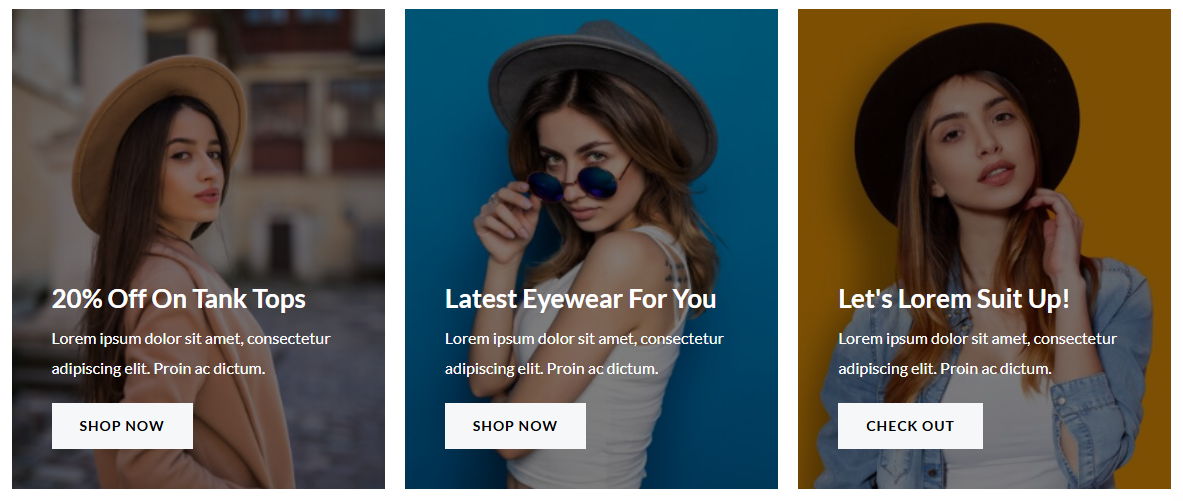 20% Off On Tank Tops
Lorem ipsum dolor sit amet, consectetur
adipiscing elit. Proin ac dictum.
SHOP NOW
Latest Eyewear For You
Lorem ipsum dolor sit amet, consectetur
adipiscing elit. Proin ac dictum.
SHOP NOW
Let's Lorem Suit Up!
Lorem ipsum dolor sit amet, consectetur
adipiscing elit. Proin ac dictum.
CHECK OUT